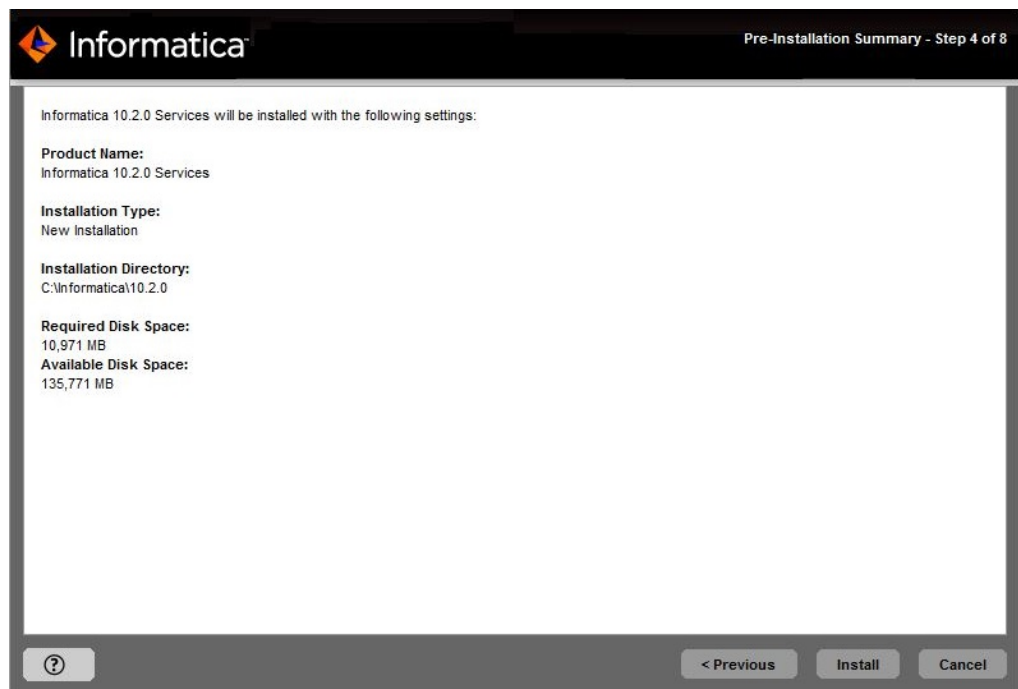 Informatica
Pre-Installation Summary - Step 4 of 8
Informatica 10.2.0 Services will be installed with the following settings:
Product Name:
Informatica 10.2.0 Services
Installation Type:
New Installation
Installation Directory:
C:\Informatica\10.2.0
Required Disk Space:
10,971 MB
Available Disk Space:
135,771 MB
?
< Previous
Install
Cancel